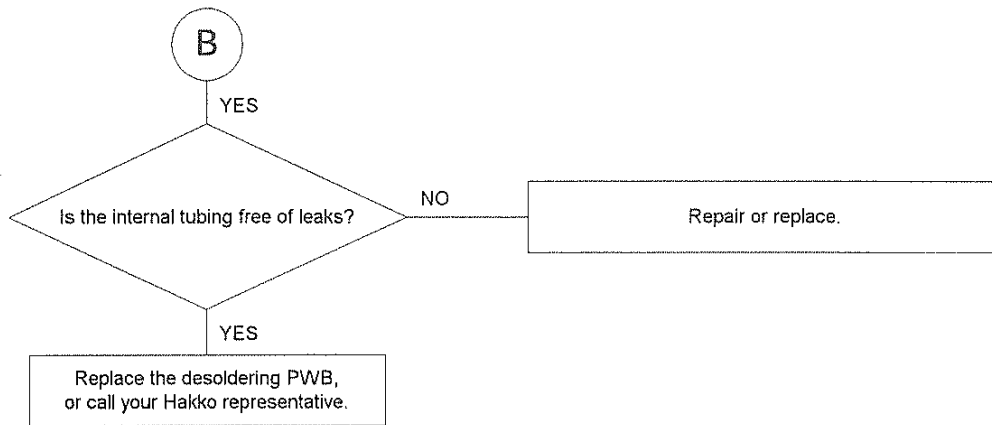 B
YES
Is the internal tubing free of leaks?
NO
Repair or replace.
YES
Replace the desoldering PWB,
or call your Hakko representative.